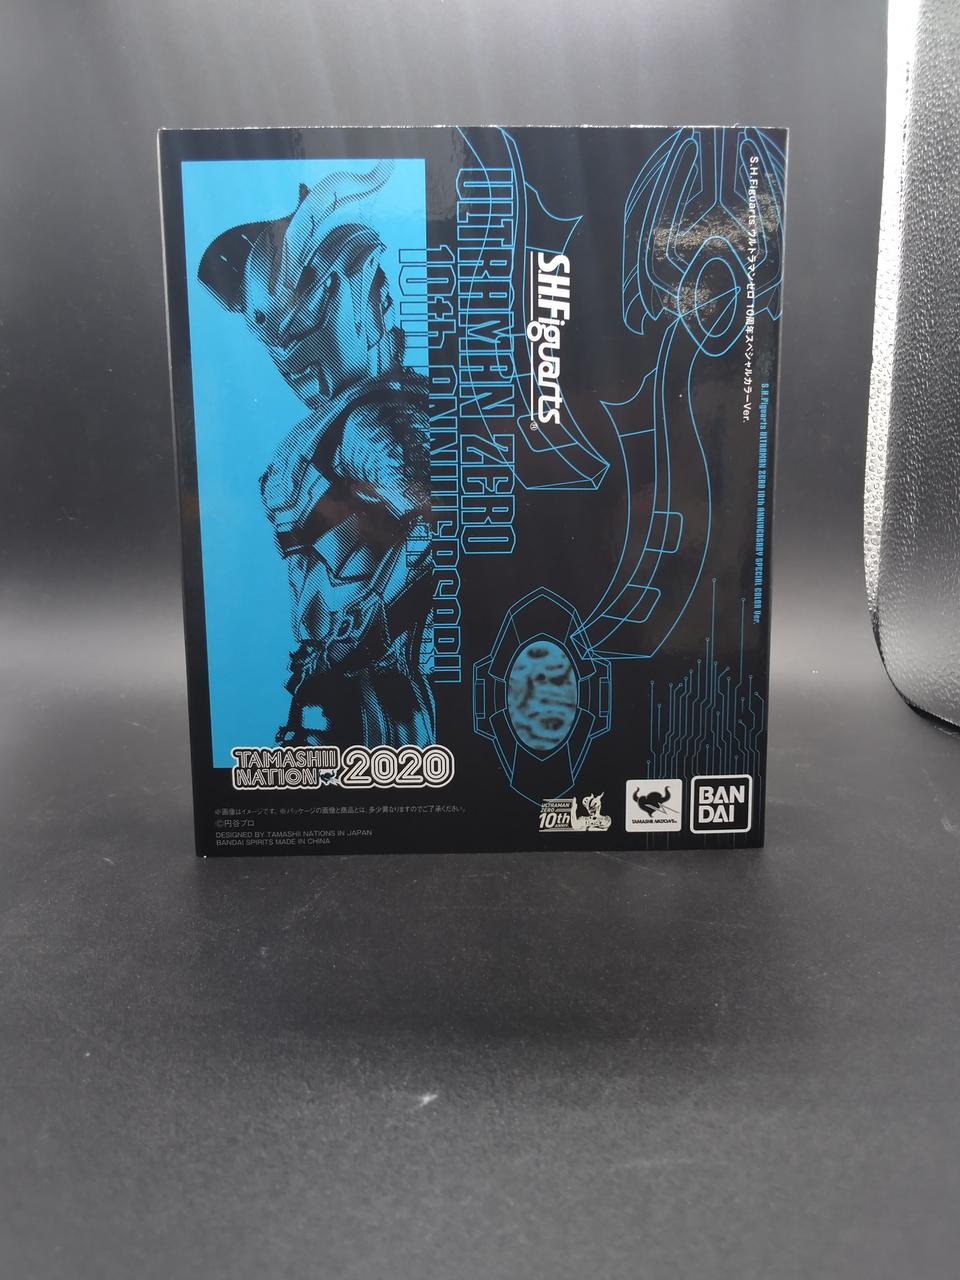 S.H.Figuarts ウルトラマンゼロ 10周年スペシャルカラーVer.
S.H.Figuarts ULTRAMAN ZERO 10th ANNIVERSARY SPECIAL COLOR Ver.
S.H.Figuarts®
ULTRAMAN ZERO
10th ANNIVERSARY
TAMASHII
NATION 2020
※画像はイメージです。※パッケージの画像と商品とは、多少異なりますのでご了承ください。
©円谷プロ
DESIGNED BY TAMASHII NATIONS IN JAPAN
BANDAI SPIRITS MADE IN CHINA
ULTRAMAN
ZERO
10th
ANNIV.
TAMASHII NATIONS
BAN
DAI